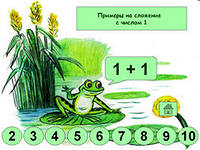 Примеры на сложение
с числом 1
1 + 1
2 3 4 5 6 7 8 9 10